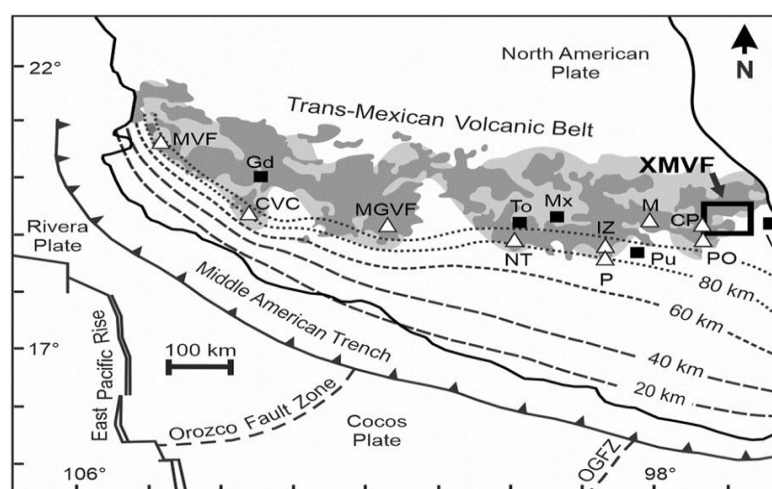 North American
Plate
N
22°
Trans-Mexican Volcanic Belt
MVF
Gd
XMVF
CVC
MGVF
To
Mx
IZ
M
CP
Rivera
Plate
NT
P
Pu
PO
80 km
60 km
40 km
20 km
Middle American Trench
17°
100 km
East Pacific Rise
Orozco Fault Zone
Cocos
Plate
OGFZ
106°
98°